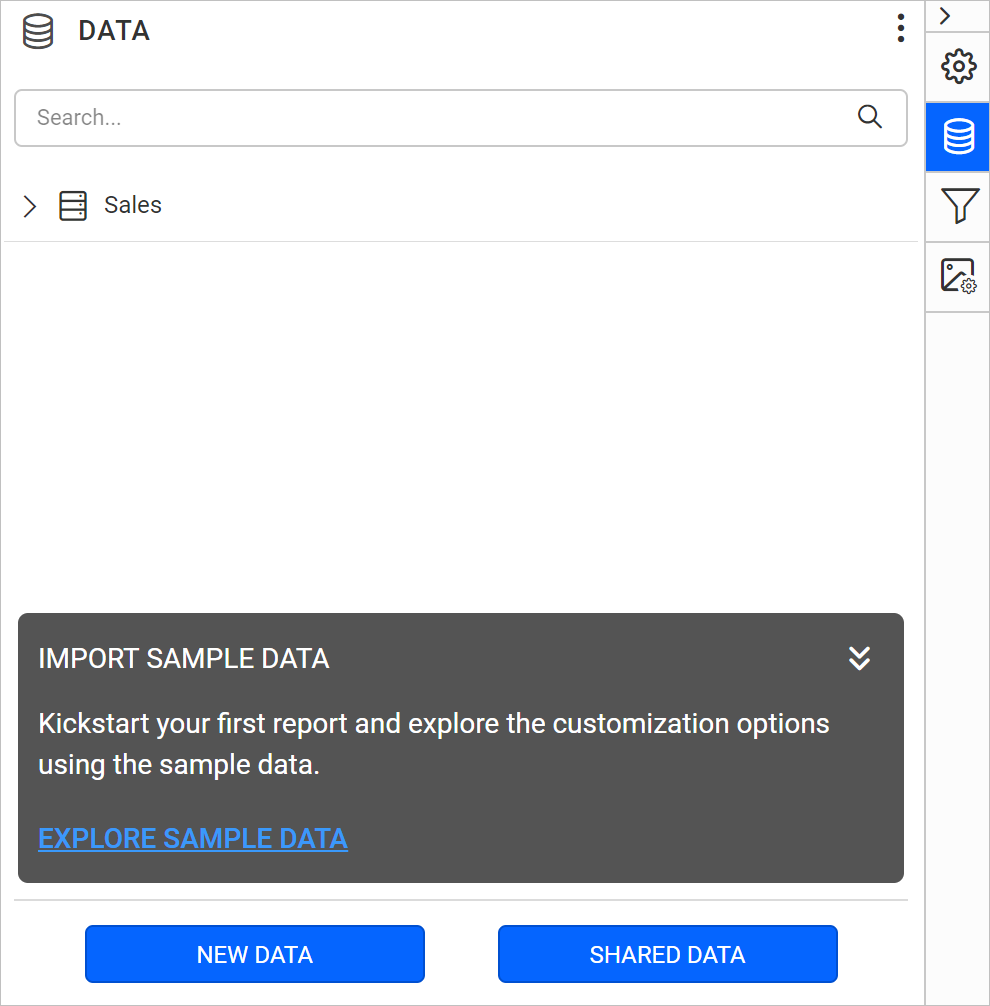 DATA
Search...
Sales
IMPORT SAMPLE DATA
Kickstart your first report and explore the customization options
using the sample data.
EXPLORE SAMPLE DATA
NEW DATA
SHARED DATA